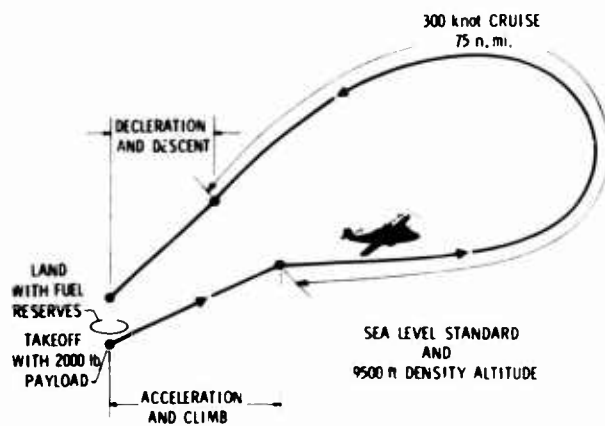 300 knot CRUISE
75 n. mi.
DECLERATION
AND DESCENT
LAND
WITH FUEL
RESERVES
TAKEOFF
WITH 2000 lb
PAYLOAD
SEA LEVEL STANDARD
AND
9500 ft DENSITY ALTITUDE
ACCELERATION
AND CLIMB